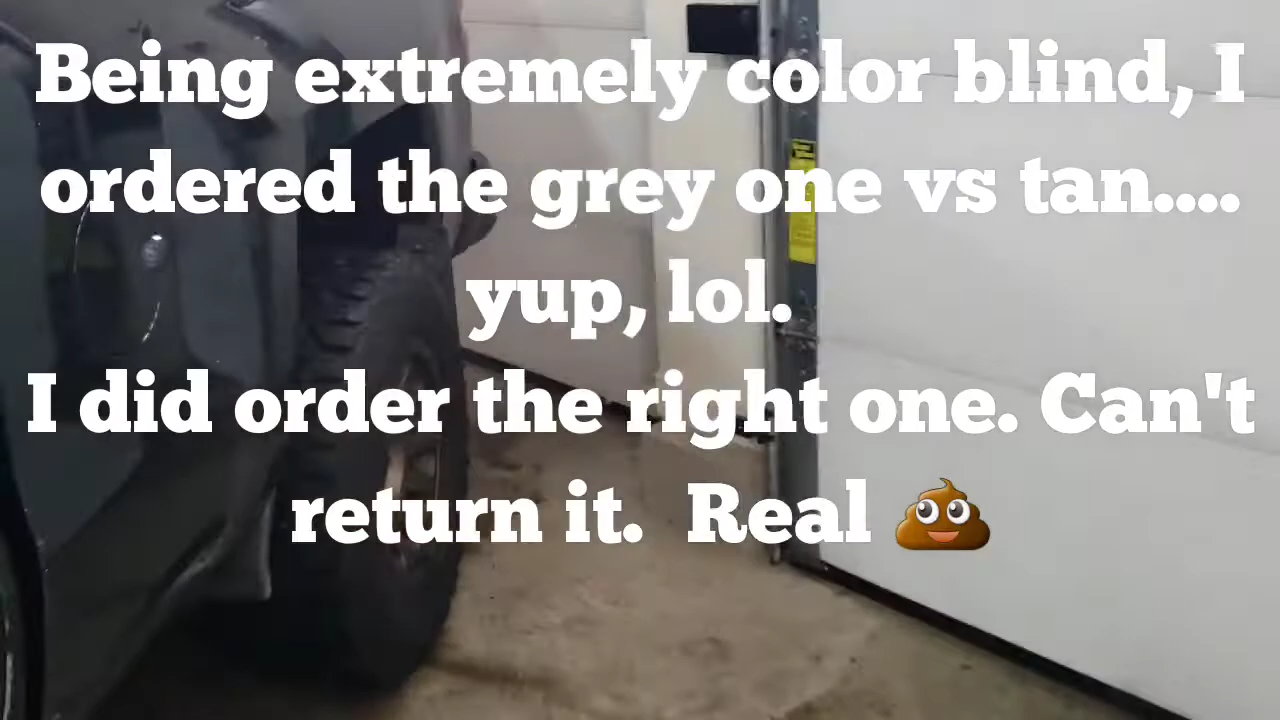 Being extremely color blind, I
ordered the grey one vs tan....
yup, lol.
I did order the right one. Can't
return it.  Real 💩